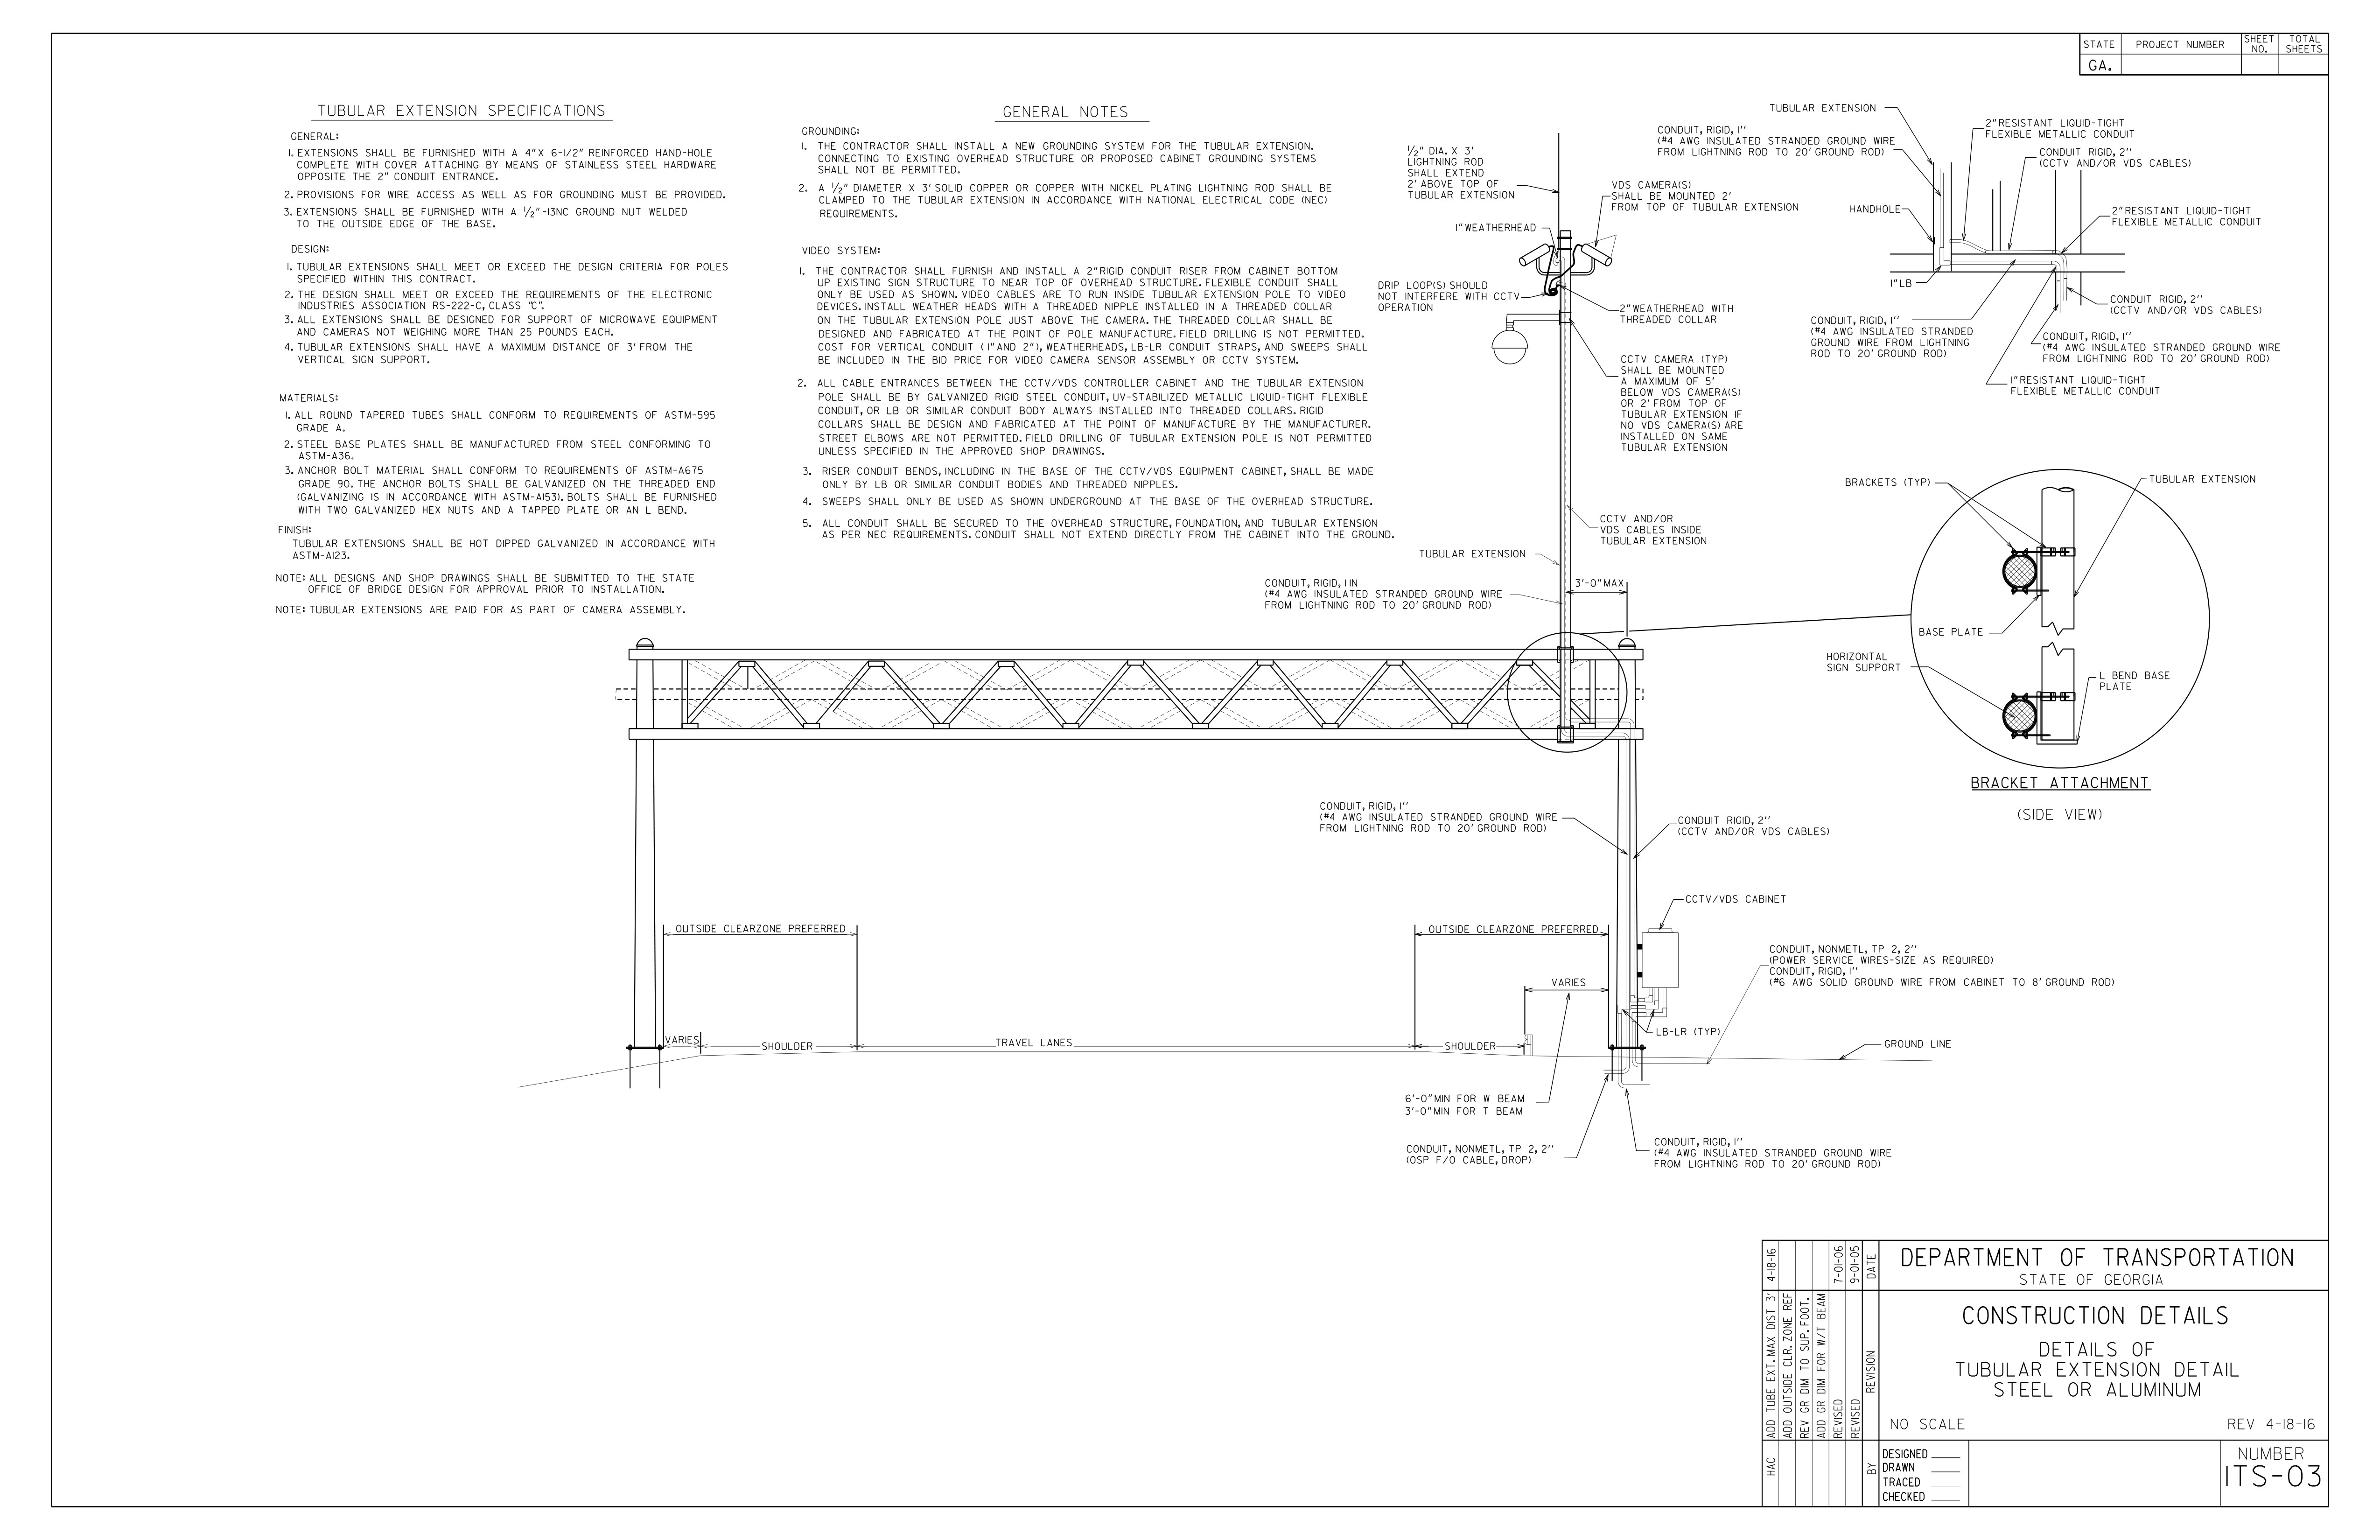 STATE PROJECT NUMBER SHEET NO. TOTAL SHEETS
GA.
TUBULAR EXTENSION SPECIFICATIONS
GENERAL:
1. EXTENSIONS SHALL BE FURNISHED WITH A 4"X 6-1/2" REINFORCED HAND-HOLE
COMPLETE WITH COVER ATTACHING BY MEANS OF STAINLESS STEEL HARDWARE
OPPOSITE THE 2" CONDUIT ENTRANCE.
2. PROVISIONS FOR WIRE ACCESS AS WELL AS FOR GROUNDING MUST BE PROVIDED.
3. EXTENSIONS SHALL BE FURNISHED WITH A 1/2"-13NC GROUND NUT WELDED
TO THE OUTSIDE EDGE OF THE BASE.
DESIGN:
1. TUBULAR EXTENSIONS SHALL MEET OR EXCEED THE DESIGN CRITERIA FOR POLES
SPECIFIED WITHIN THIS CONTRACT.
2. THE DESIGN SHALL MEET OR EXCEED THE REQUIREMENTS OF THE ELECTRONIC
INDUSTRIES ASSOCIATION RS-222-C, CLASS "C".
3. ALL EXTENSIONS SHALL BE DESIGNED FOR SUPPORT OF MICROWAVE EQUIPMENT
AND CAMERAS NOT WEIGHING MORE THAN 25 POUNDS EACH.
4. TUBULAR EXTENSIONS SHALL HAVE A MAXIMUM DISTANCE OF 3' FROM THE
VERTICAL SIGN SUPPORT.
MATERIALS:
1. ALL ROUND TAPERED TUBES SHALL CONFORM TO REQUIREMENTS OF ASTM-595
GRADE A.
2. STEEL BASE PLATES SHALL BE MANUFACTURED FROM STEEL CONFORMING TO
ASTM-A36.
3. ANCHOR BOLT MATERIAL SHALL CONFORM TO REQUIREMENTS OF ASTM-A675
GRADE 90. THE ANCHOR BOLTS SHALL BE GALVANIZED ON THE THREADED END
(GALVANIZING IS IN ACCORDANCE WITH ASTM-A153). BOLTS SHALL BE FURNISHED
WITH TWO GALVANIZED HEX NUTS AND A TAPPED PLATE OR AN L BEND.
FINISH:
TUBULAR EXTENSIONS SHALL BE HOT DIPPED GALVANIZED IN ACCORDANCE WITH
ASTM-A123.
NOTE: ALL DESIGNS AND SHOP DRAWINGS SHALL BE SUBMITTED TO THE STATE
OFFICE OF BRIDGE DESIGN FOR APPROVAL PRIOR TO INSTALLATION.
NOTE: TUBULAR EXTENSIONS ARE PAID FOR AS PART OF CAMERA ASSEMBLY.
GENERAL NOTES
GROUNDING:
1. THE CONTRACTOR SHALL INSTALL A NEW GROUNDING SYSTEM FOR THE TUBULAR EXTENSION.
CONNECTING TO EXISTING OVERHEAD STRUCTURE OR PROPOSED CABINET GROUNDING SYSTEMS
SHALL NOT BE PERMITTED.
2. A 1/2" DIAMETER X 3' SOLID COPPER OR COPPER WITH NICKEL PLATING LIGHTNING ROD SHALL BE
CLAMPED TO THE TUBULAR EXTENSION IN ACCORDANCE WITH NATIONAL ELECTRICAL CODE (NEC)
REQUIREMENTS.
VIDEO SYSTEM:
1. THE CONTRACTOR SHALL FURNISH AND INSTALL A 2" RIGID CONDUIT RISER FROM CABINET BOTTOM
UP EXISTING SIGN STRUCTURE TO NEAR TOP OF OVERHEAD STRUCTURE. FLEXIBLE CONDUIT SHALL
ONLY BE USED AS SHOWN. VIDEO CABLES ARE TO RUN INSIDE TUBULAR EXTENSION POLE TO VIDEO
DEVICES. INSTALL WEATHER HEADS WITH A THREADED NIPPLE INSTALLED IN A THREADED COLLAR
ON THE TUBULAR EXTENSION POLE JUST ABOVE THE CAMERA. THE THREADED COLLAR SHALL BE
DESIGNED AND FABRICATED AT THE POINT OF POLE MANUFACTURE. FIELD DRILLING IS NOT PERMITTED.
COST FOR VERTICAL CONDUIT (1" AND 2"), WEATHERHEADS, LB-LR CONDUIT STRAPS, AND SWEEPS SHALL
BE INCLUDED IN THE BID PRICE FOR VIDEO CAMERA SENSOR ASSEMBLY OR CCTV SYSTEM.
2. ALL CABLE ENTRANCES BETWEEN THE CCTV/VDS CONTROLLER CABINET AND THE TUBULAR EXTENSION
POLE SHALL BE BY GALVANIZED RIGID STEEL CONDUIT, UV-STABILIZED METALLIC LIQUID-TIGHT FLEXIBLE
CONDUIT, OR LB OR SIMILAR CONDUIT BODY ALWAYS INSTALLED INTO THREADED COLLARS. RIGID
COLLARS SHALL BE DESIGN AND FABRICATED AT THE POINT OF MANUFACTURE BY THE MANUFACTURER.
STREET ELBOWS ARE NOT PERMITTED. FIELD DRILLING OF TUBULAR EXTENSION POLE IS NOT PERMITTED
UNLESS SPECIFIED IN THE APPROVED SHOP DRAWINGS.
3. RISER CONDUIT BENDS, INCLUDING IN THE BASE OF THE CCTV/VDS EQUIPMENT CABINET, SHALL BE MADE
ONLY BY LB OR SIMILAR CONDUIT BODIES AND THREADED NIPPLES.
4. SWEEPS SHALL ONLY BE USED AS SHOWN UNDERGROUND AT THE BASE OF THE OVERHEAD STRUCTURE.
5. ALL CONDUIT SHALL BE SECURED TO THE OVERHEAD STRUCTURE, FOUNDATION, AND TUBULAR EXTENSION
AS PER NEC REQUIREMENTS. CONDUIT SHALL NOT EXTEND DIRECTLY FROM THE CABINET INTO THE GROUND.
1/2" DIA. X 3'
LIGHTNING ROD
SHALL EXTEND
2' ABOVE TOP OF
TUBULAR EXTENSION
VDS CAMERA(S)
SHALL BE MOUNTED 2'
FROM TOP OF TUBULAR EXTENSION
1" WEATHERHEAD
DRIP LOOP(S) SHOULD
NOT INTERFERE WITH CCTV
OPERATION
2" WEATHERHEAD WITH
THREADED COLLAR
CCTV CAMERA (TYP)
SHALL BE MOUNTED
A MAXIMUM OF 5'
BELOW VDS CAMERA(S)
OR 2' FROM TOP OF
TUBULAR EXTENSION IF
NO VDS CAMERA(S) ARE
INSTALLED ON SAME
TUBULAR EXTENSION
CCTV AND/OR
VDS CABLES INSIDE
TUBULAR EXTENSION
TUBULAR EXTENSION
CONDUIT, RIGID, 1 IN
(#4 AWG INSULATED STRANDED GROUND WIRE
FROM LIGHTNING ROD TO 20' GROUND ROD)
3'-0" MAX
TUBULAR EXTENSION
CONDUIT, RIGID, 1''
(#4 AWG INSULATED STRANDED GROUND WIRE
FROM LIGHTNING ROD TO 20' GROUND ROD)
2" RESISTANT LIQUID-TIGHT
FLEXIBLE METALLIC CONDUIT
CONDUIT RIGID, 2''
(CCTV AND/OR VDS CABLES)
HANDHOLE
2" RESISTANT LIQUID-TIGHT
FLEXIBLE METALLIC CONDUIT
1" LB
CONDUIT RIGID, 2''
(CCTV AND/OR VDS CABLES)
CONDUIT, RIGID, 1''
(#4 AWG INSULATED STRANDED
GROUND WIRE FROM LIGHTNING
ROD TO 20' GROUND ROD)
CONDUIT, RIGID, 1''
(#4 AWG INSULATED STRANDED GROUND WIRE
FROM LIGHTNING ROD TO 20' GROUND ROD)
1" RESISTANT LIQUID-TIGHT
FLEXIBLE METALLIC CONDUIT
BRACKETS (TYP)
TUBULAR EXTENSION
BASE PLATE
HORIZONTAL
SIGN SUPPORT
L BEND BASE
PLATE
BRACKET ATTACHMENT
(SIDE VIEW)
CONDUIT, RIGID, 1''
(#4 AWG INSULATED STRANDED GROUND WIRE
FROM LIGHTNING ROD TO 20' GROUND ROD)
CONDUIT RIGID, 2''
(CCTV AND/OR VDS CABLES)
CCTV/VDS CABINET
OUTSIDE CLEARZONE PREFERRED
OUTSIDE CLEARZONE PREFERRED
CONDUIT, NONMETL, TP 2, 2''
(POWER SERVICE WIRES-SIZE AS REQUIRED)
CONDUIT, RIGID, 1''
(#6 AWG SOLID GROUND WIRE FROM CABINET TO 8' GROUND ROD)
VARIES
LB-LR (TYP)
VARIES
SHOULDER
TRAVEL LANES
SHOULDER
GROUND LINE
6'-0" MIN FOR W BEAM
3'-0" MIN FOR T BEAM
CONDUIT, NONMETL, TP 2, 2''
(OSP F/O CABLE, DROP)
CONDUIT, RIGID, 1''
(#4 AWG INSULATED STRANDED GROUND WIRE
FROM LIGHTNING ROD TO 20' GROUND ROD)
HAC ADD TUBE EXT. MAX DIST 3' 4-18-16
ADD OUTSIDE CLR. ZONE REF
REV GR DIM TO SUP. FOOT.
ADD GR DIM FOR W/T BEAM
REVISED 7-01-06
REVISED 9-01-05
BY REVISION DATE
DEPARTMENT OF TRANSPORTATION
STATE OF GEORGIA
CONSTRUCTION DETAILS
DETAILS OF
TUBULAR EXTENSION DETAIL
STEEL OR ALUMINUM
NO SCALE REV 4-18-16
DESIGNED
DRAWN
TRACED
CHECKED
NUMBER
ITS-03